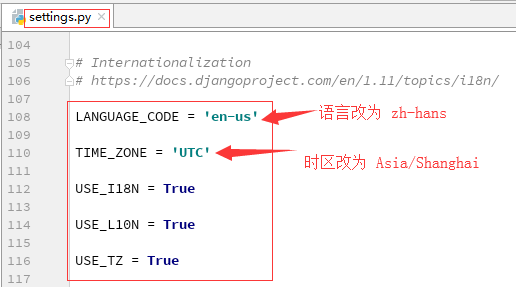 settings.py ×
104
105 # Internationalization
106 # https://docs.djangoproject.com/en/1.11/topics/i18n/
107
108 LANGUAGE_CODE = 'en-us' 语言改为 zh-hans
109
110 TIME_ZONE = 'UTC' 时区改为 Asia/Shanghai
111
112 USE_I18N = True
113
114 USE_L10N = True
115
116 USE_TZ = True
117